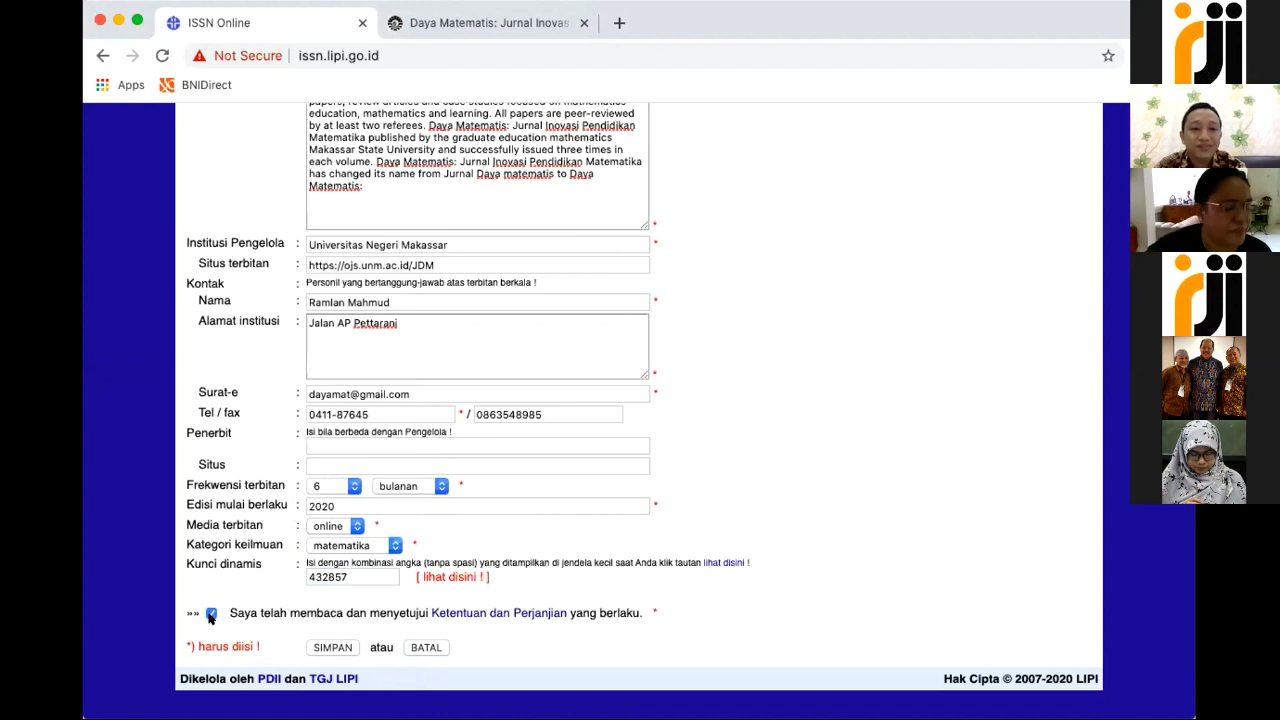 ISSN Online
Daya Matematis: Jurnal Inovas
Not Secure
issn.lipi.go.id
Apps
BNIDirect
papers, review articles and case studies focused on mathematics
education, mathematics and learning. All papers are peer-reviewed
by at least two referees. Daya Matematis: Jurnal Inovasi Pendidikan
Matematika published by the graduate education mathematics
Makassar State University and successfully issued three times in
each volume. Daya Matematis: Jurnal Inovasi Pendidikan Matematika
has changed its name from Jurnal Daya matematis to Daya
Matematis:
*
Institusi Pengelola : Universitas Negeri Makassar *
Situs terbitan : https://ojs.unm.ac.id/JDM
Kontak : Personil yang bertanggung-jawab atas terbitan berkala !
Nama : Ramlan Mahmud *
Alamat institusi : Jalan AP Pettarani
*
Surat-e : dayamat@gmail.com *
Tel / fax : 0411-87645 * / 0863548985
Penerbit : Isi bila berbeda dengan Pengelola !
Situs :
Frekwensi terbitan : 6 bulanan *
Edisi mulai berlaku : 2020 *
Media terbitan : online *
Kategori keilmuan : matematika *
Kunci dinamis : Isi dengan kombinasi angka (tanpa spasi) yang ditampilkan di jendela kecil saat Anda klik tautan lihat disini !
432857 [ lihat disini ! ]
»» Saya telah membaca dan menyetujui Ketentuan dan Perjanjian yang berlaku. *
*) harus diisi ! SIMPAN atau BATAL
Dikelola oleh PDII dan TGJ LIPI
Hak Cipta © 2007-2020 LIPI
rji
rji